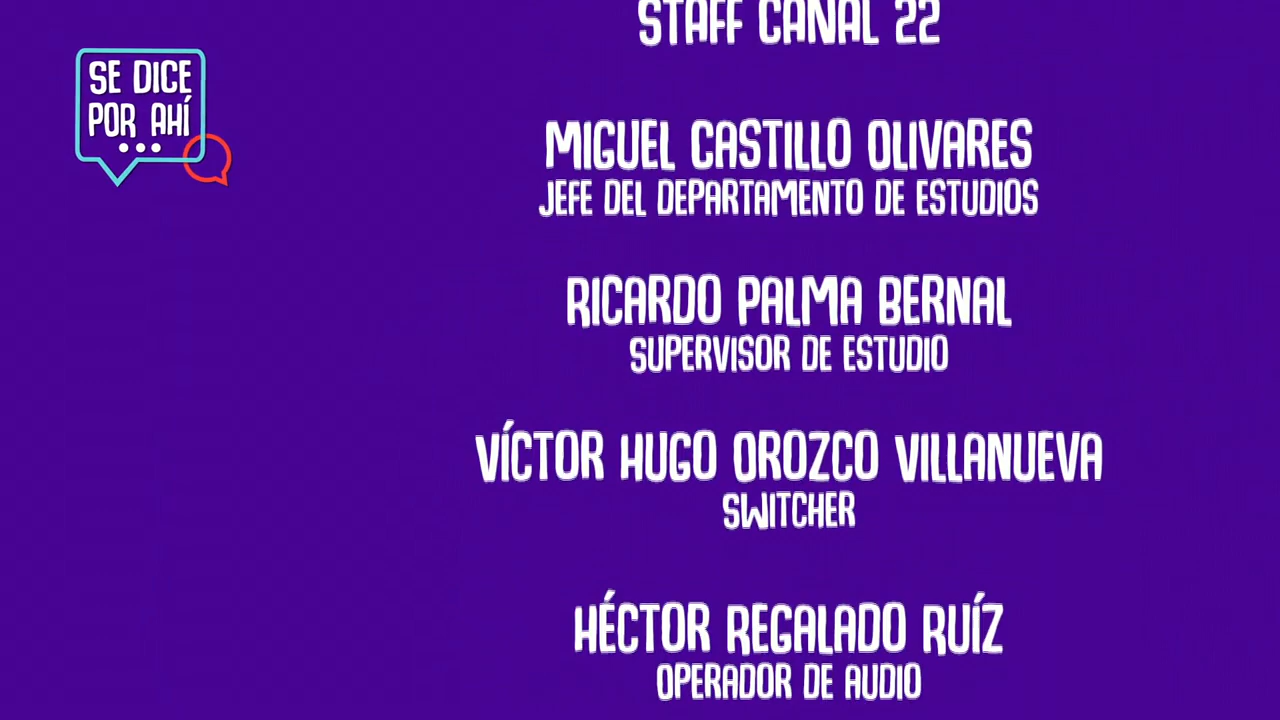 STAFF CANAL 22
SE DICE
POR AHÍ
...
MIGUEL CASTILLO OLIVARES
JEFE DEL DEPARTAMENTO DE ESTUDIOS
RICARDO PALMA BERNAL
SUPERVISOR DE ESTUDIO
VÍCTOR HUGO OROZCO VILLANUEVA
SWITCHER
HÉCTOR REGALADO RUÍZ
OPERADOR DE AUDIO